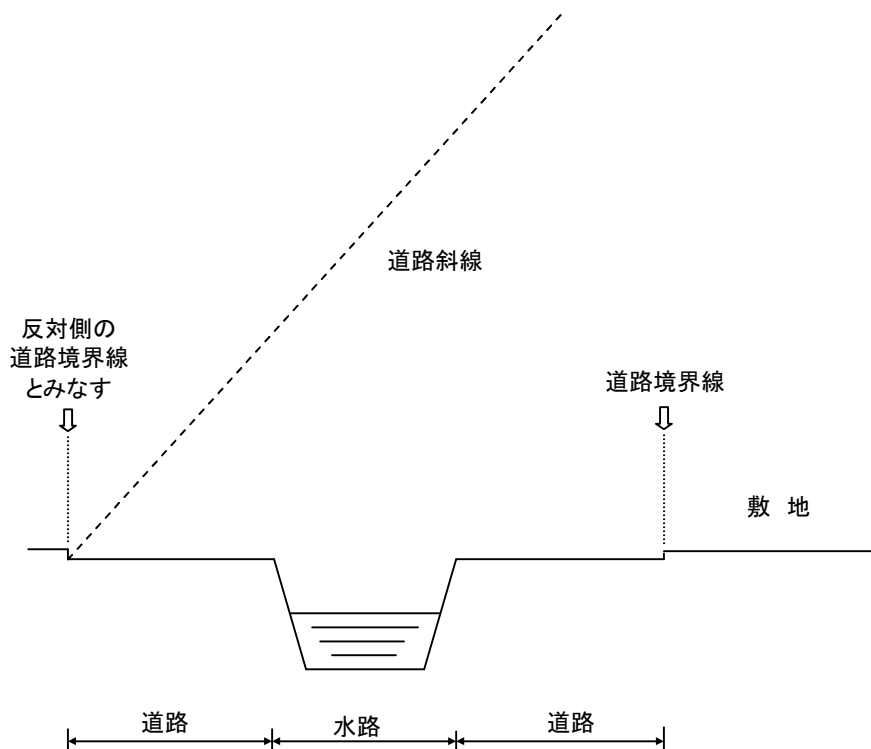 道路斜線
反対側の
道路境界線
とみなす
道路境界線
敷 地
道路
水路
道路